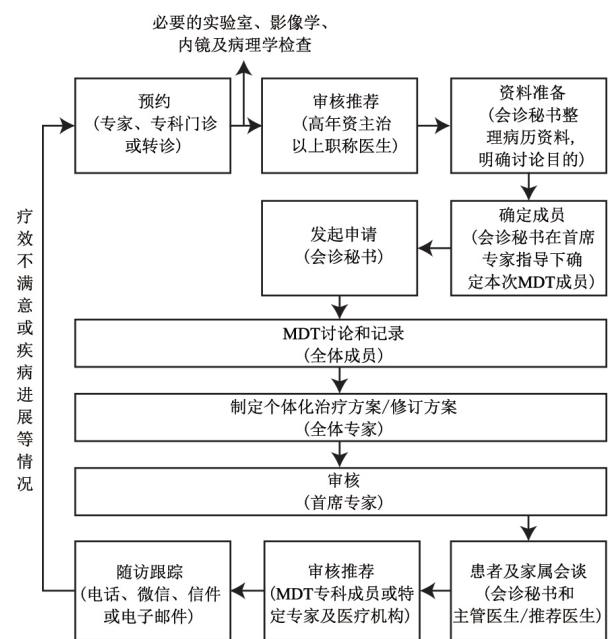 必要的实验室、影像学、
内镜及病理学检查
预约
(专家、专科门诊
或转诊)
审核推荐
(高年资主治
以上职称医生)
资料准备
(会诊秘书整
理病历资料,
明确讨论目的)
确定成员
(会诊秘书在首席
专家指导下确
定本次MDT成员)
发起申请
(会诊秘书)
MDT讨论和记录
(全体成员)
制定个体化治疗方案/修订方案
(全体专家)
审核
(首席专家)
患者及家属会谈
(会诊秘书和
主管医生/推荐医生)
审核推荐
(MDT专科成员或特
定专家及医疗机构)
随访跟踪
(电话、微信、信件
或电子邮件)
疗效不满意或疾病进展等情况